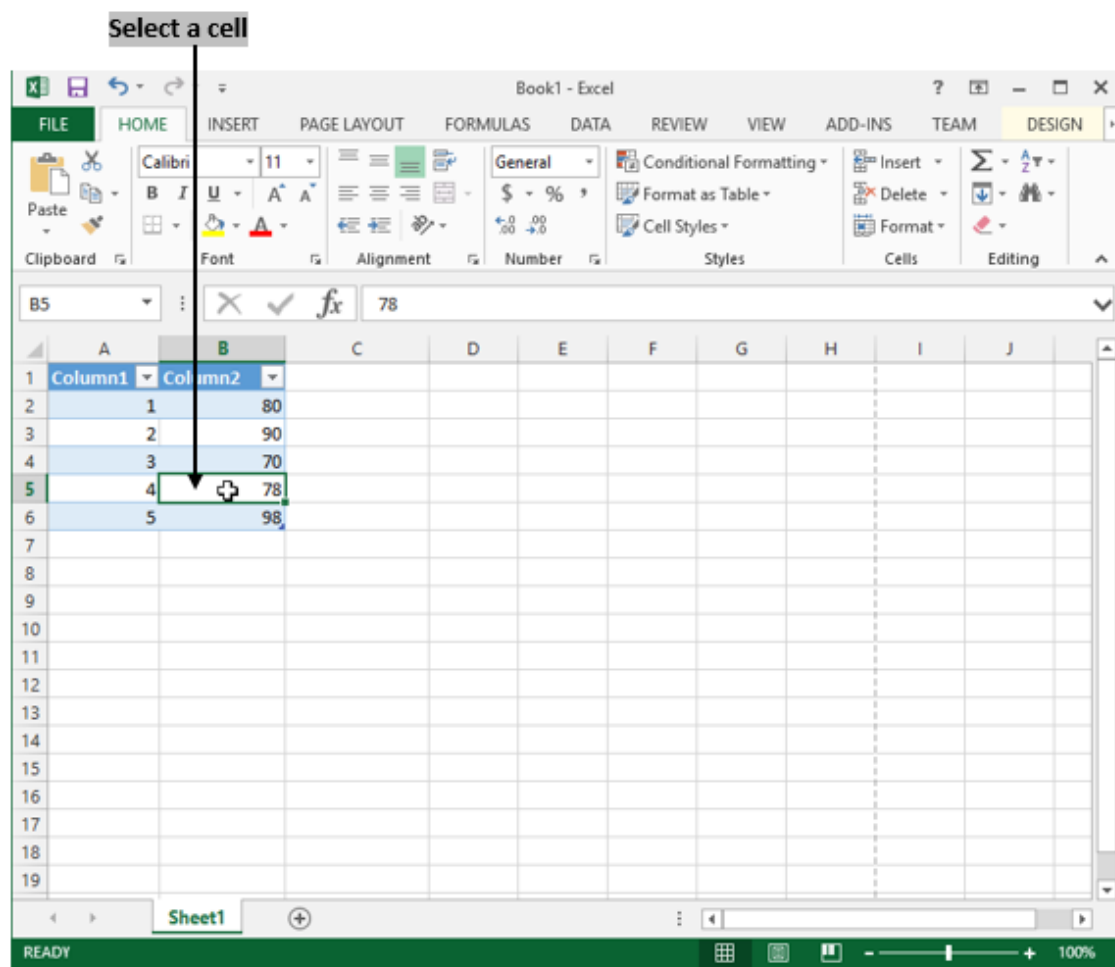 Select a cell
Book1 - Excel
FILE HOME INSERT PAGE LAYOUT FORMULAS DATA REVIEW VIEW ADD-INS TEAM DESIGN
Calibri 11 General Conditional Formatting Insert
Paste B I U A A $ % , Format as Table Delete
A Cell Styles Format
Clipboard Font Alignment Number Styles Cells Editing
B5 fx 78
A B C D E F G H I J
1 Column1 Column2
2 1 80
3 2 90
4 3 70
5 4 78
6 5 98
7
8
9
10
11
12
13
14
15
16
17
18
19
Sheet1
READY 100%